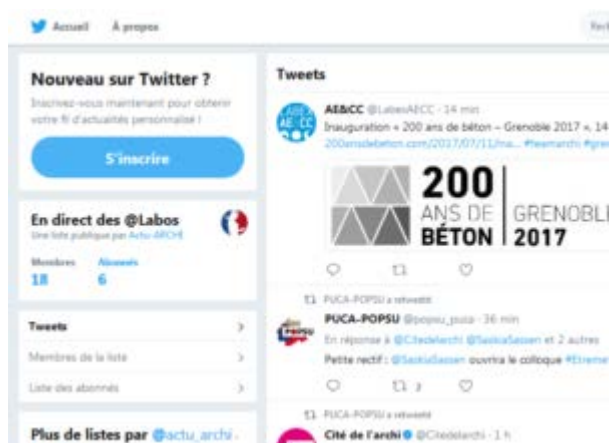 Accueil À propos
Nouveau sur Twitter ?
Inscrivez-vous maintenant pour obtenir
votre fil d'actualités personnalisé !
S'inscrire
En direct des @Labos
Une liste publique par Actu-ARCHI
Membres Abonnés
18 6
Tweets
Membres de la liste
Liste des abonnés
Plus de listes par @actu_archi
Tweets
AE&CC @LabexAECC · 14 min
Inauguration « 200 ans de béton – Grenoble 2017 », 14
200ansdebeton.com/2017/07/11/ina... #teamarchi
200
ANS DE
BÉTON
GRENOBLE
2017
PUCA-POPSU a retweeté
PUCA-POPSU @popsu_puca · 36 min
En réponse à @Citedelarchi @SaskiaSassen et 2 autres
Petite rectif : @SaskiaSassen ouvrira le colloque
2
PUCA-POPSU a retweeté
Cité de l'archi @Citedelarchi · 1 h